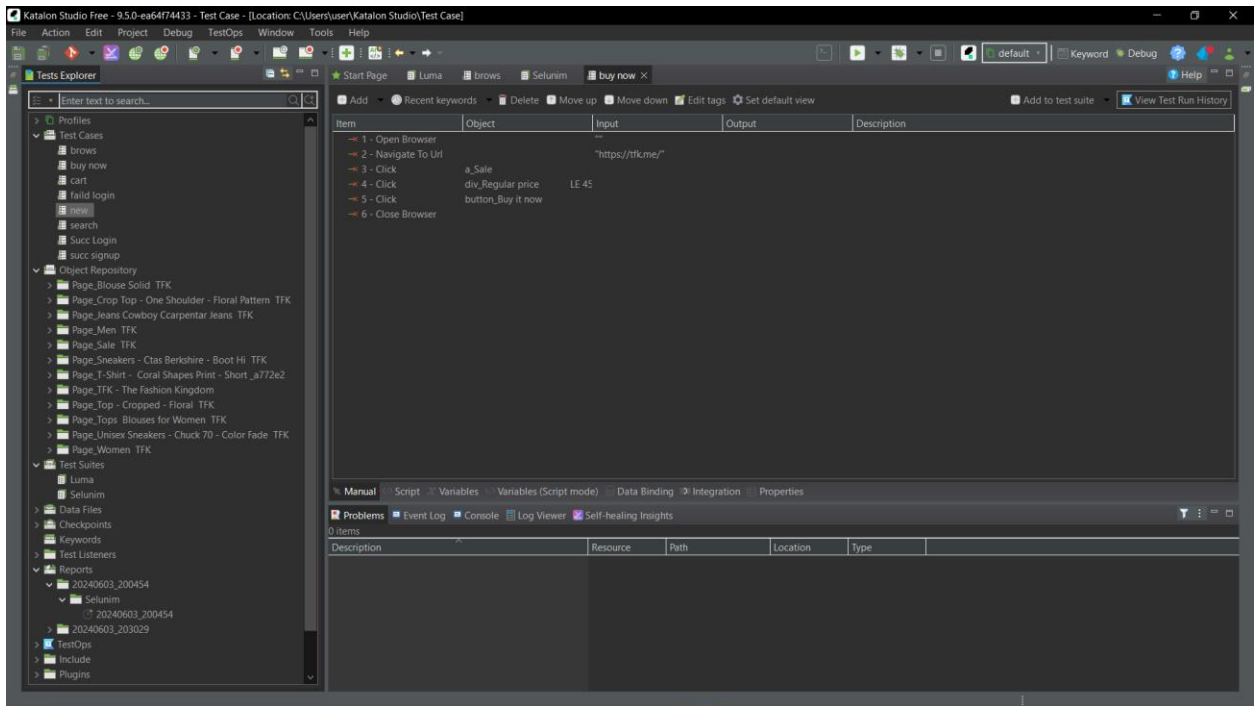 Katalon Studio Free - 9.5.0-ea64f74433 - Test Case - [Location: C:\Users\user\Katalon Studio\Test Case]
File Action Edit Project Debug TestOps Window Tools Help
default Keyword Debug
Tests Explorer
Start Page Luma brows Selunim buy now Help
Enter text to search...
Add Recent keywords Delete Move up Move down Edit tags Set default view Add to test suite View Test Run History
Profiles
Test Cases
brows
buy now
cart
faild login
new
search
Succ Login
succ signup
Object Repository
Page_Blouse Solid TFK
Page_Crop Top - One Shoulder - Floral Pattern TFK
Page_Jeans Cowboy Ccarpentar Jeans TFK
Page_Men TFK
Page_Sale TFK
Page_Sneakers - Ctas Berkshire - Boot Hi TFK
Page_T-Shirt - Coral Shapes Print - Short _a772e2
Page_TFK - The Fashion Kingdom
Page_Top - Cropped - Floral TFK
Page_Tops Blouses for Women TFK
Page_Unisex Sneakers - Chuck 70 - Color Fade TFK
Page_Women TFK
Test Suites
Luma
Selunim
Data Files
Checkpoints
Keywords
Test Listeners
Reports
20240603_200454
Selunim
20240603_200454
20240603_203029
TestOps
Include
Plugins
Item Object Input Output Description
1 - Open Browser ""
2 - Navigate To Url "https://tfk.me/"
3 - Click a_Sale
4 - Click div_Regular price LE 45
5 - Click button_Buy it now
6 - Close Browser
Manual Script Variables Variables (Script mode) Data Binding Integration Properties
Problems Event Log Console Log Viewer Self-healing Insights
0 items
Description Resource Path Location Type